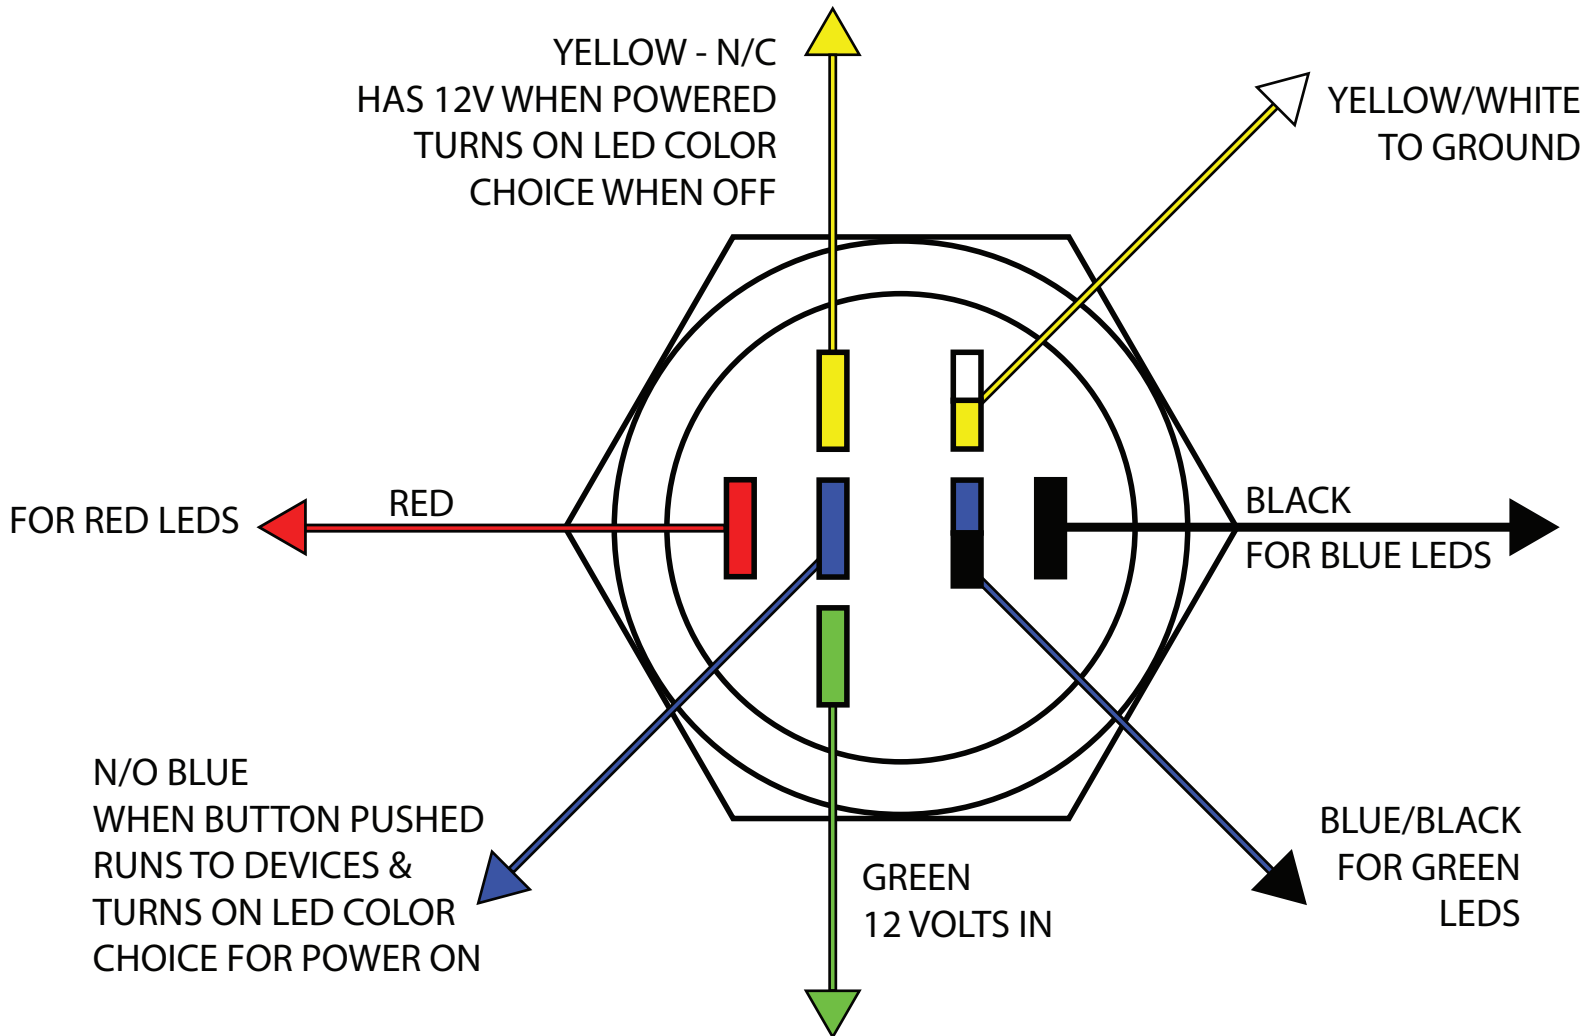 YELLOW - N/C
HAS 12V WHEN POWERED
TURNS ON LED COLOR
CHOICE WHEN OFF
YELLOW/WHITE
TO GROUND
FOR RED LEDS
RED
BLACK
FOR BLUE LEDS
N/O BLUE
WHEN BUTTON PUSHED
RUNS TO DEVICES &
TURNS ON LED COLOR
CHOICE FOR POWER ON
GREEN
12 VOLTS IN
BLUE/BLACK
FOR GREEN
LEDS